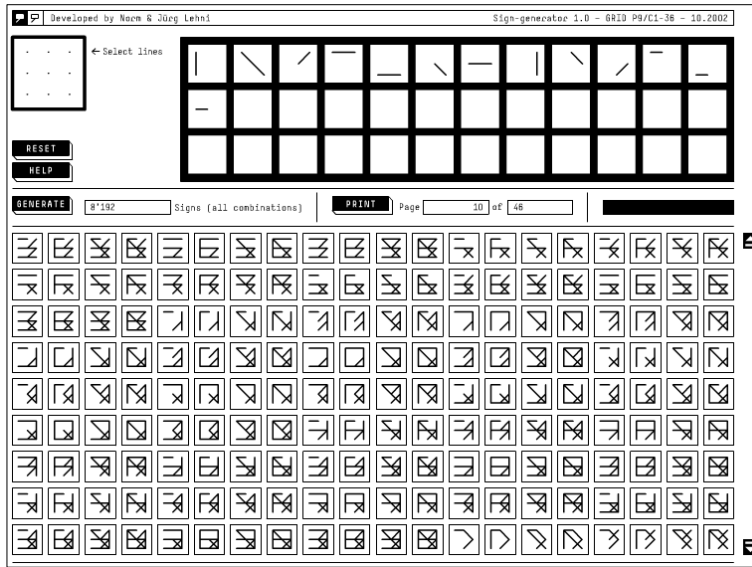 Developed by Norm & Jürg Lehni
Sign-generator 1.0 – GRID P9/C1-36 – 10.2002
← Select lines
RESET
HELP
GENERATE 8'192 Signs (all combinations) PRINT Page 10 of 46